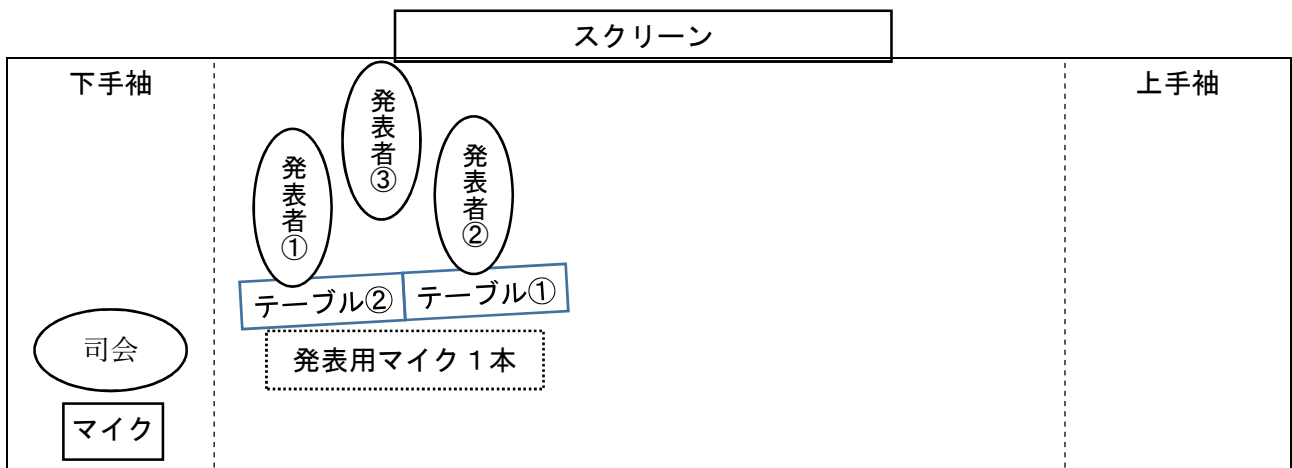 スクリーン
下手袖
上手袖
発表者③
発表者①
発表者②
テーブル②
テーブル①
司会
発表用マイク１本
マイク